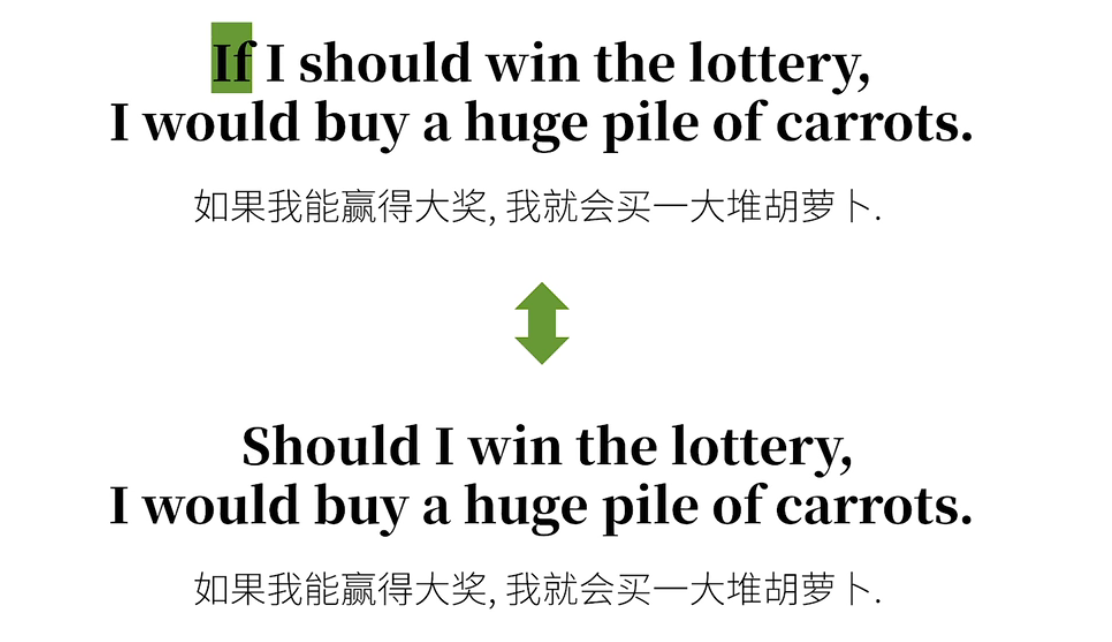 If I should win the lottery,
I would buy a huge pile of carrots.
如果我能赢得大奖, 我就会买一大堆胡萝卜.
Should I win the lottery,
I would buy a huge pile of carrots.
如果我能赢得大奖, 我就会买一大堆胡萝卜.